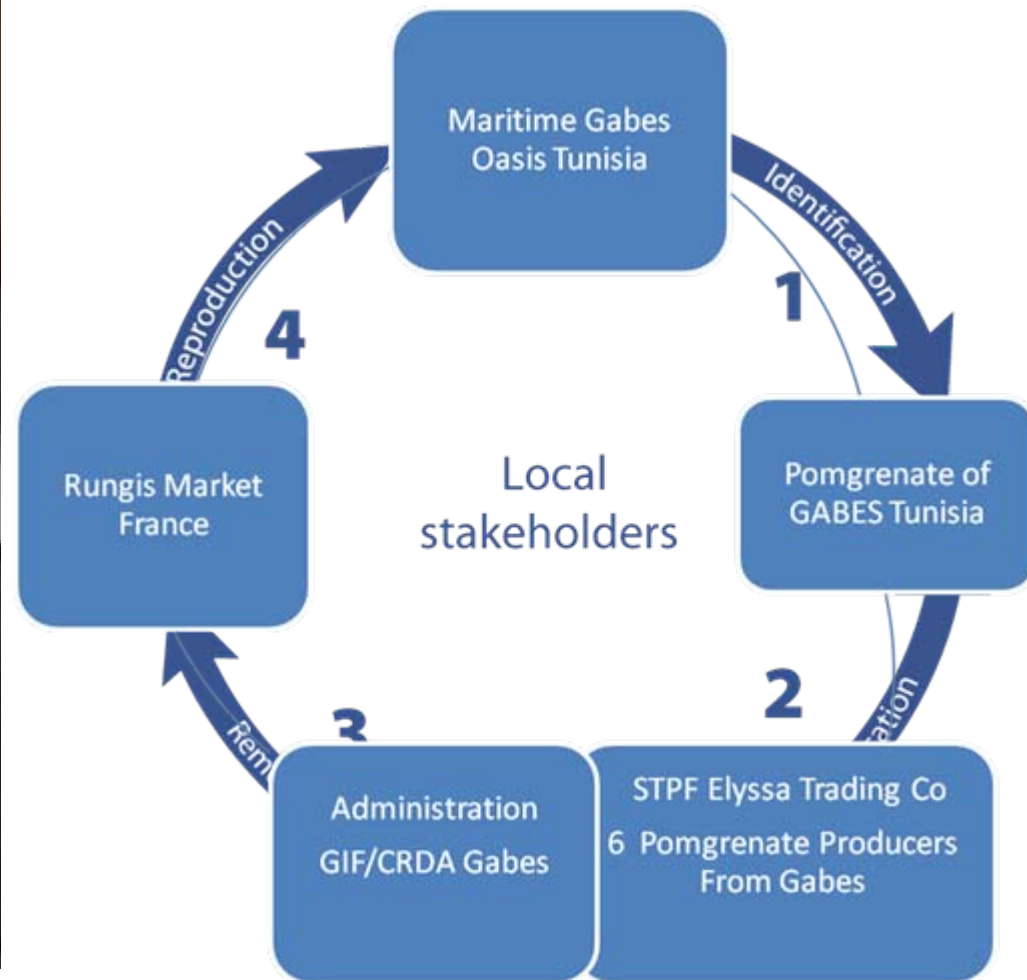 Maritime Gabes
Oasis Tunisia
Identification
1
Pomgrenate of
GABES Tunisia
2
STPF Elyssa Trading Co
6 Pomgrenate Producers
From Gabes
3
Administration
GIF/CRDA Gabes
Rungis Market
France
4
Reproduction
Local
stakeholders